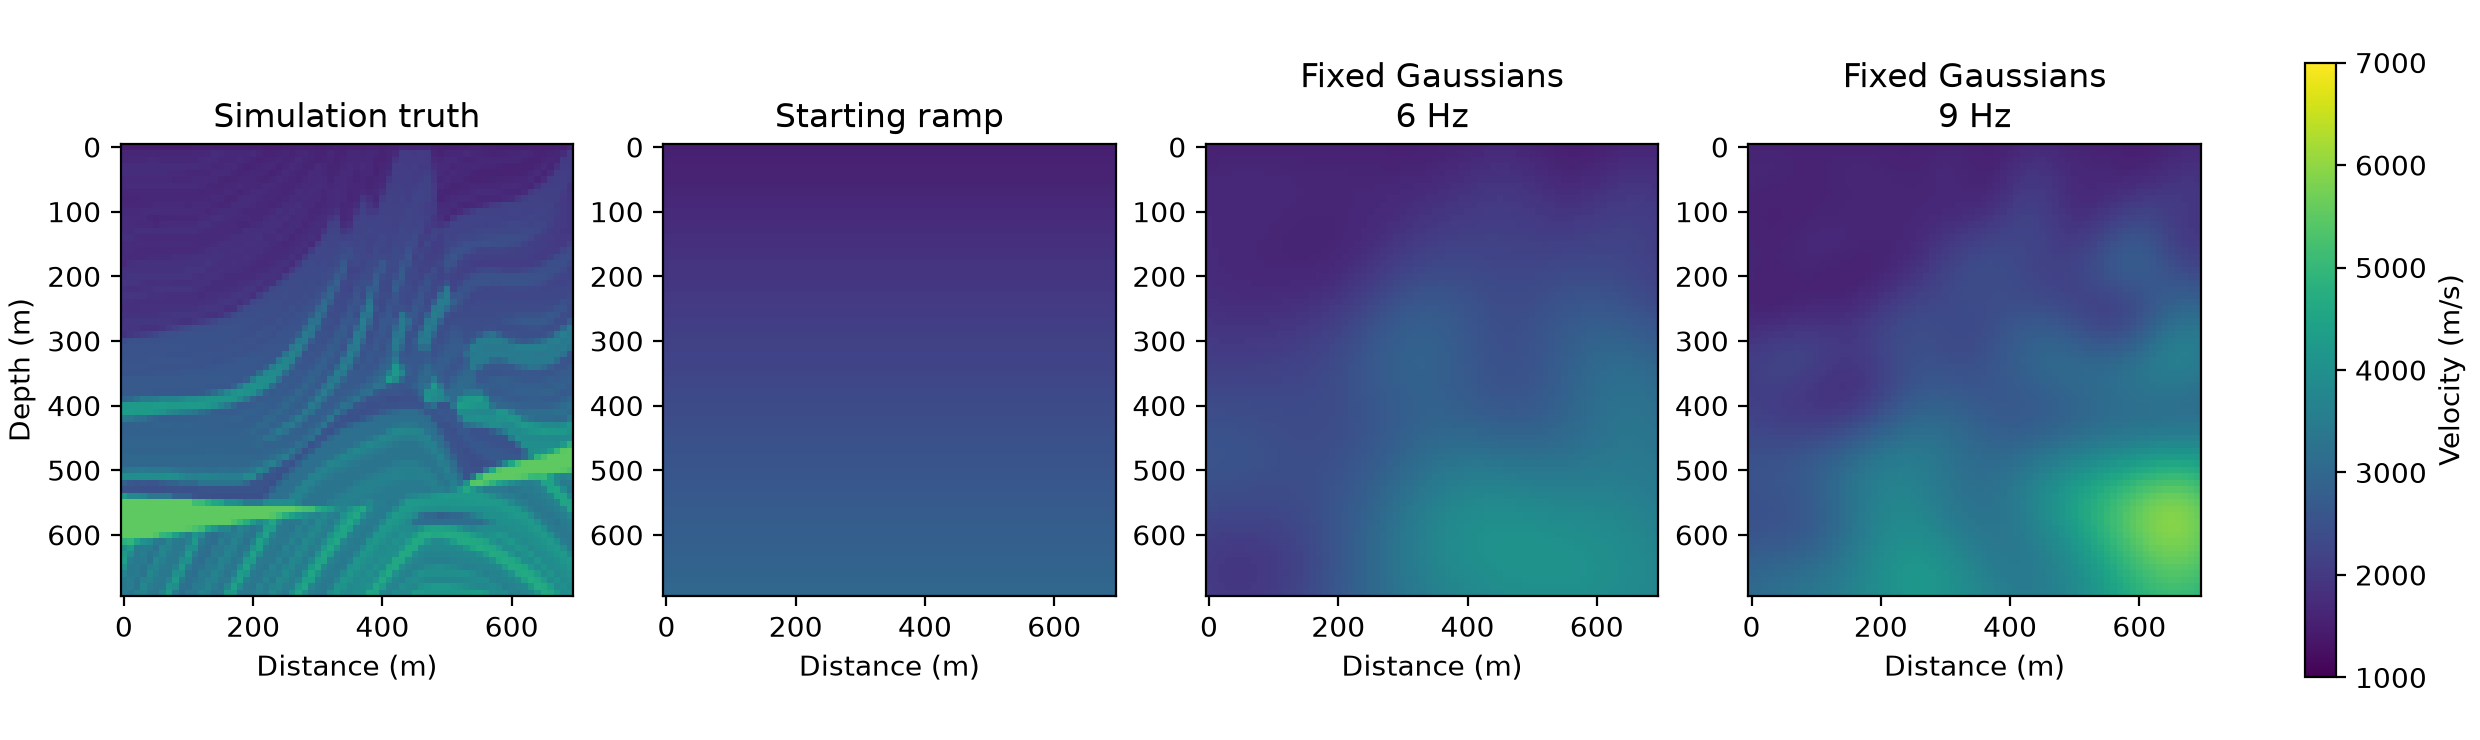 Simulation truth
Starting ramp
Fixed Gaussians
6 Hz
Fixed Gaussians
9 Hz
Depth (m)
0
100
200
300
400
500
600
0 200 400 600
Distance (m)
0
100
200
300
400
500
600
0 200 400 600
Distance (m)
0
100
200
300
400
500
600
0 200 400 600
Distance (m)
0
100
200
300
400
500
600
0 200 400 600
Distance (m)
7000
6000
5000
4000
3000
2000
1000
Velocity (m/s)